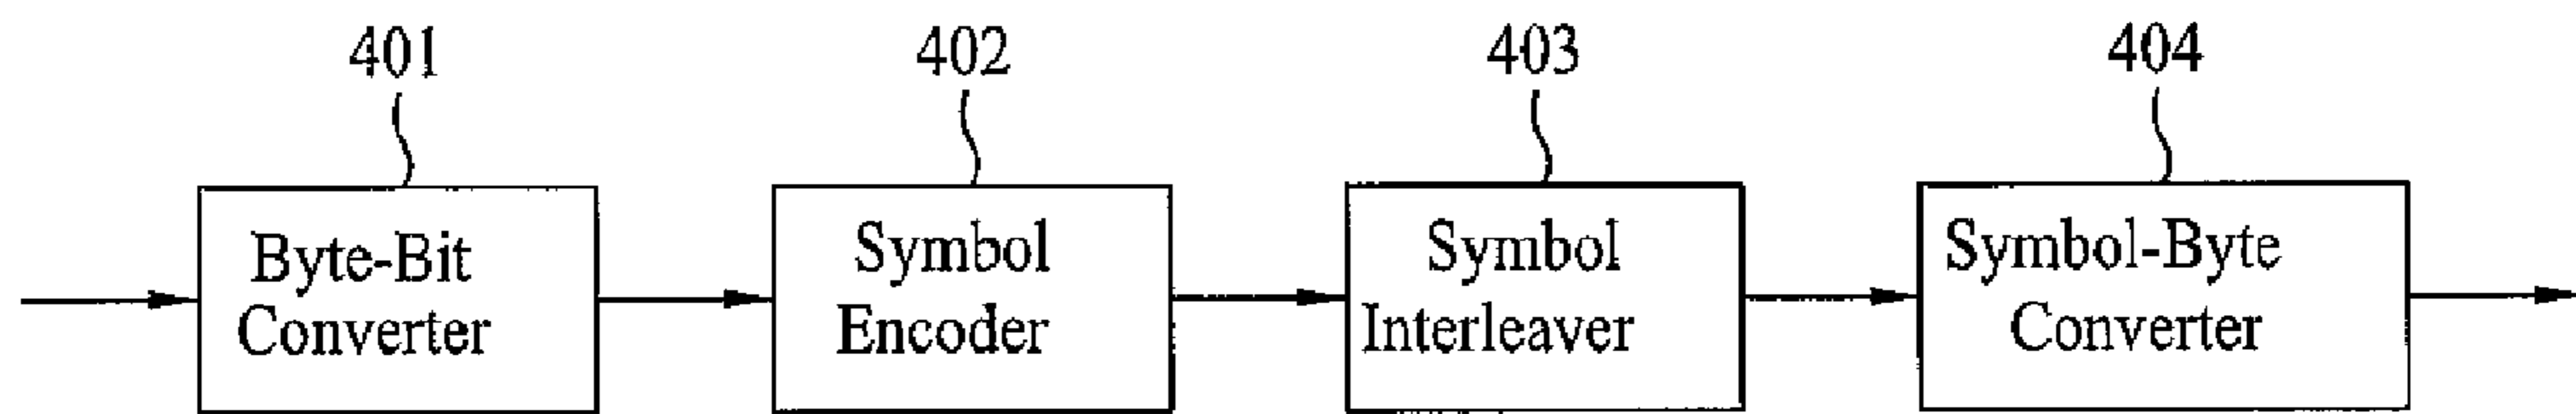 401
402
403
404
Byte-Bit
Converter
Symbol
Encoder
Symbol
Interleaver
Symbol-Byte
Converter